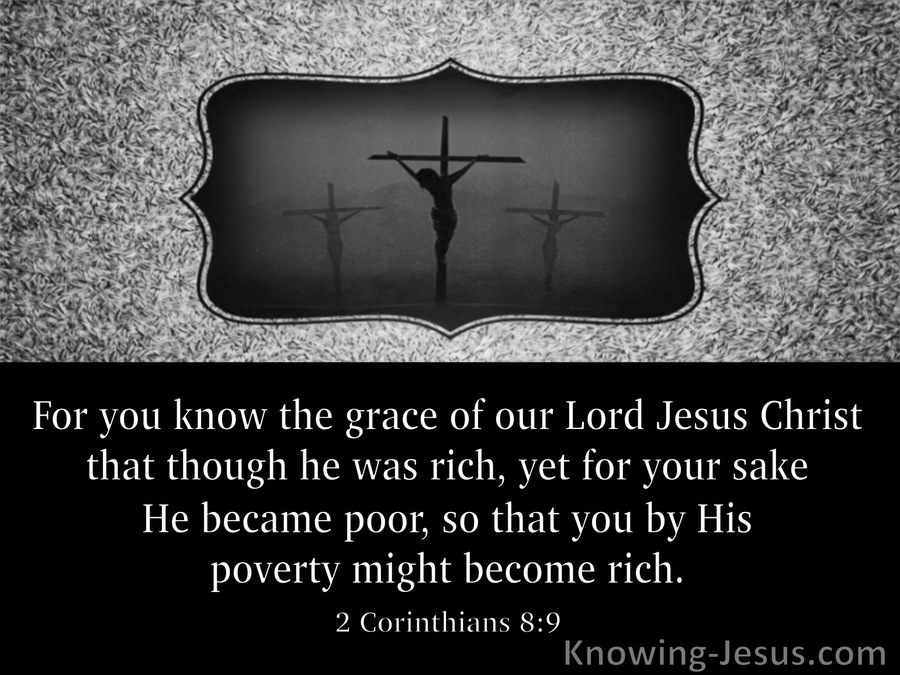 For you know the grace of our Lord Jesus Christ
that though he was rich, yet for your sake
He became poor, so that you by His
poverty might become rich.
2 Corinthians 8:9
Knowing-Jesus.com